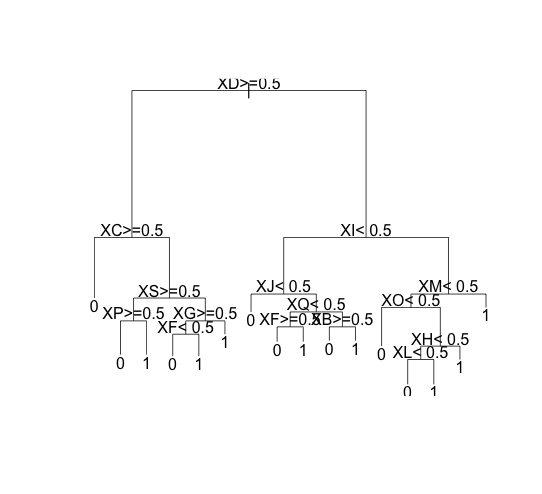 XD>=0.5
XC>=0.5
XI< 0.5
XJ< 0.5
XM< 0.5
XS>=0.5
0
XQ< 0.5
XO< 0.5
XP>=0.5
XG>=0.5
0
XF>=0.5
XB>=0.5
1
XF< 0.5
1
XH< 0.5
0
1
0
1
0
1
0
1
0
XL< 0.5
1
0
1